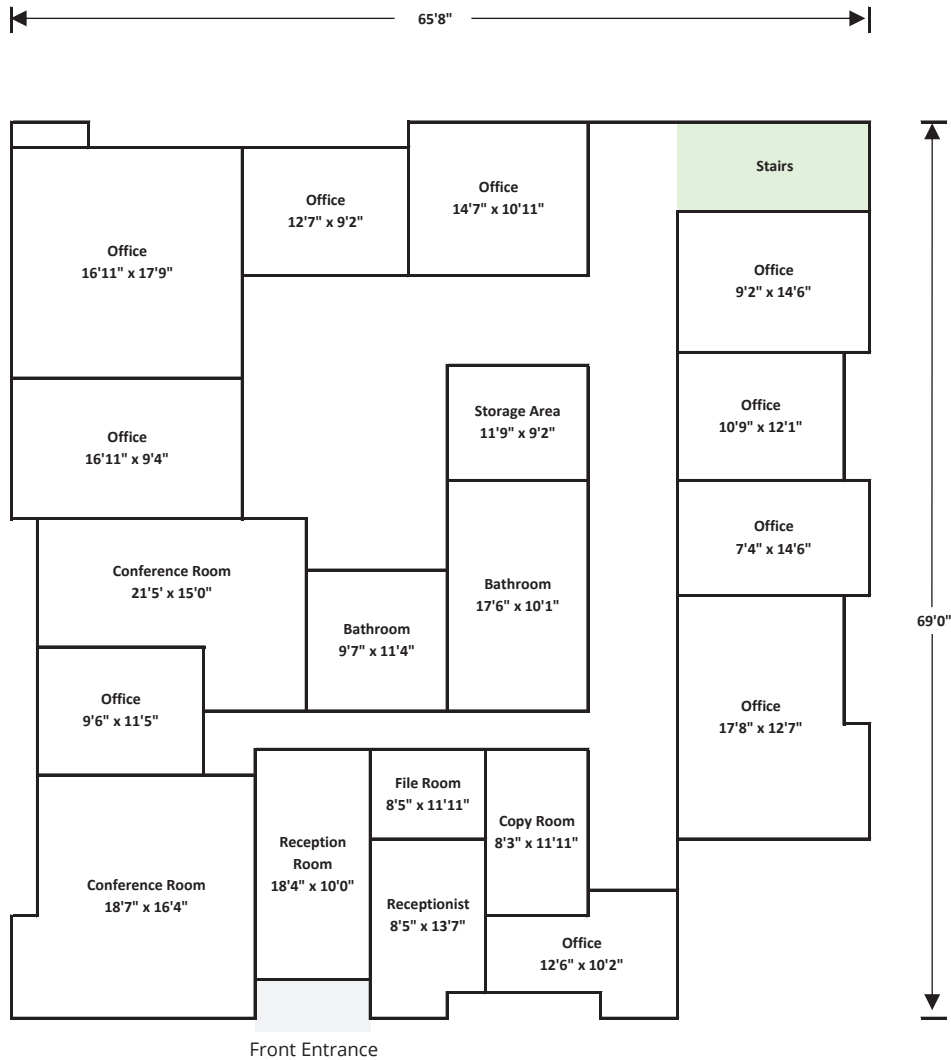 65'8"
Stairs
Office
12'7" x 9'2"
Office
14'7" x 10'11"
Office
16'11" x 17'9"
Office
9'2" x 14'6"
Storage Area
11'9" x 9'2"
Office
10'9" x 12'1"
Office
16'11" x 9'4"
Office
7'4" x 14'6"
Conference Room
21'5' x 15'0"
Bathroom
17'6" x 10'1"
Bathroom
9'7" x 11'4"
69'0"
Office
9'6" x 11'5"
Office
17'8" x 12'7"
File Room
8'5" x 11'11"
Copy Room
8'3" x 11'11"
Reception
Room
18'4" x 10'0"
Conference Room
18'7" x 16'4"
Receptionist
8'5" x 13'7"
Office
12'6" x 10'2"
Front Entrance